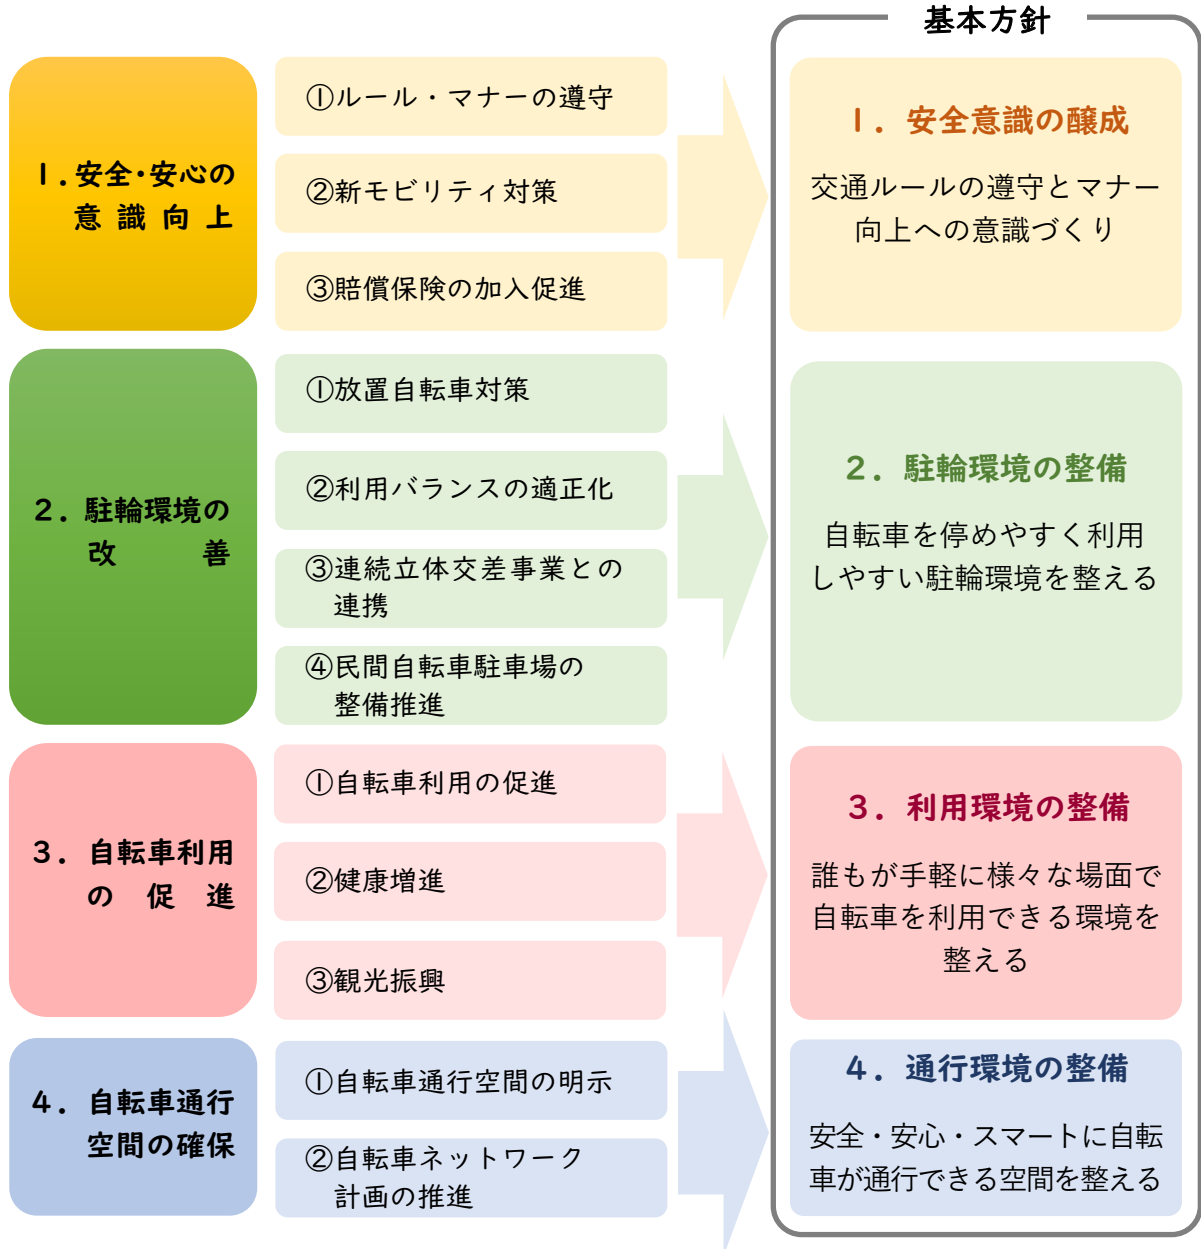 基本方針
1.安全・安心の
意識向上
①ルール・マナーの遵守
②新モビリティ対策
③賠償保険の加入促進
1.安全意識の醸成
交通ルールの遵守とマナー
向上への意識づくり
2.駐輪環境の
改善
①放置自転車対策
②利用バランスの適正化
③連続立体交差事業との
連携
④民間自転車駐車場の
整備推進
2.駐輪環境の整備
自転車を停めやすく利用
しやすい駐輪環境を整える
3.自転車利用
の促進
①自転車利用の促進
②健康増進
③観光振興
3.利用環境の整備
誰もが手軽に様々な場面で
自転車を利用できる環境を
整える
4.自転車通行
空間の確保
①自転車通行空間の明示
②自転車ネットワーク
計画の推進
4.通行環境の整備
安全・安心・スマートに自転
車が通行できる空間を整える